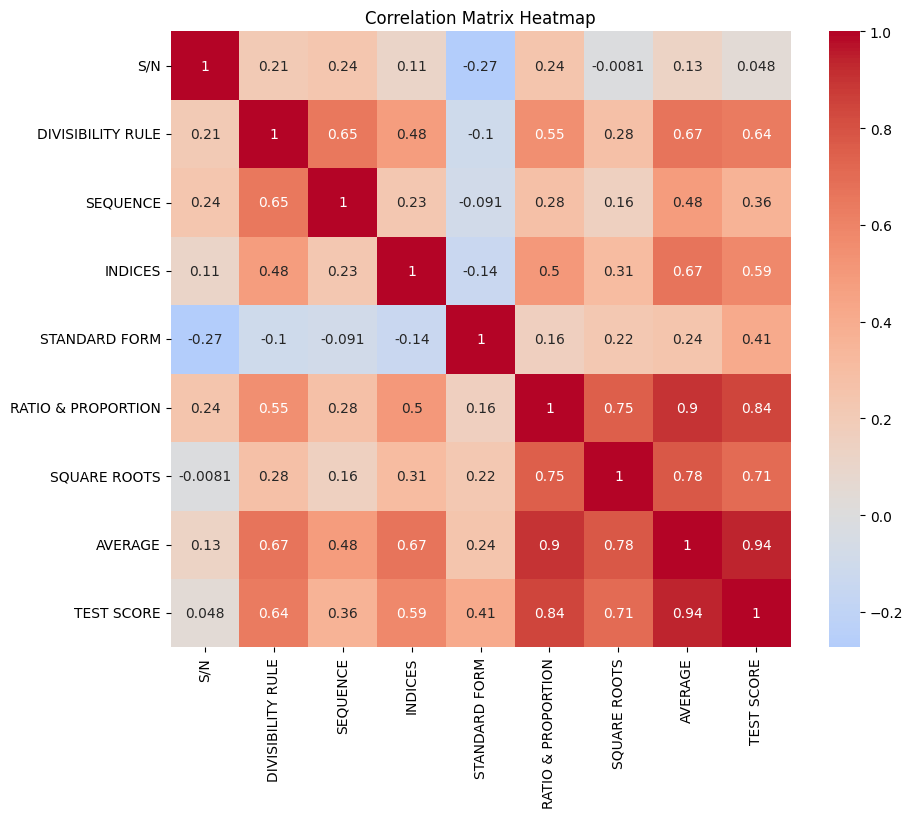 Correlation Matrix Heatmap
S/N 1 0.21 0.24 0.11 -0.27 0.24 -0.0081 0.13 0.048
DIVISIBILITY RULE 0.21 1 0.65 0.48 -0.1 0.55 0.28 0.67 0.64
SEQUENCE 0.24 0.65 1 0.23 -0.091 0.28 0.16 0.48 0.36
INDICES 0.11 0.48 0.23 1 -0.14 0.5 0.31 0.67 0.59
STANDARD FORM -0.27 -0.1 -0.091 -0.14 1 0.16 0.22 0.24 0.41
RATIO & PROPORTION 0.24 0.55 0.28 0.5 0.16 1 0.75 0.9 0.84
SQUARE ROOTS -0.0081 0.28 0.16 0.31 0.22 0.75 1 0.78 0.71
AVERAGE 0.13 0.67 0.48 0.67 0.24 0.9 0.78 1 0.94
TEST SCORE 0.048 0.64 0.36 0.59 0.41 0.84 0.71 0.94 1
S/N
DIVISIBILITY RULE
SEQUENCE
INDICES
STANDARD FORM
RATIO & PROPORTION
SQUARE ROOTS
AVERAGE
TEST SCORE
1.0
0.8
0.6
0.4
0.2
0.0
−0.2